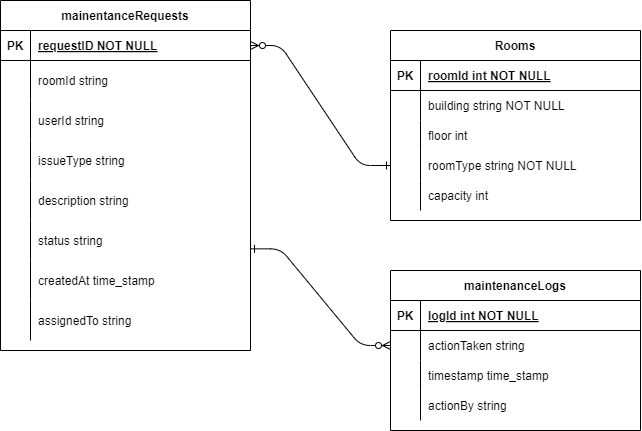 mainentanceRequests
PK requestID NOT NULL
roomId string
userId string
issueType string
description string
status string
createdAt time_stamp
assignedTo string
Rooms
PK roomId int NOT NULL
building string NOT NULL
floor int
roomType string NOT NULL
capacity int
maintenanceLogs
PK logId int NOT NULL
actionTaken string
timestamp time_stamp
actionBy string